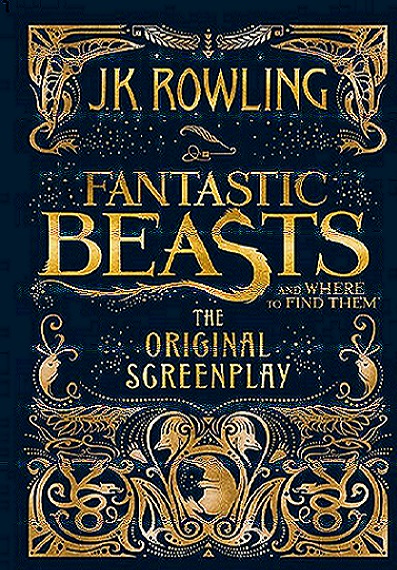 J.K. ROWLING
FANTASTIC
BEASTS
AND WHERE
TO FIND THEM
THE
ORIGINAL
SCREENPLAY